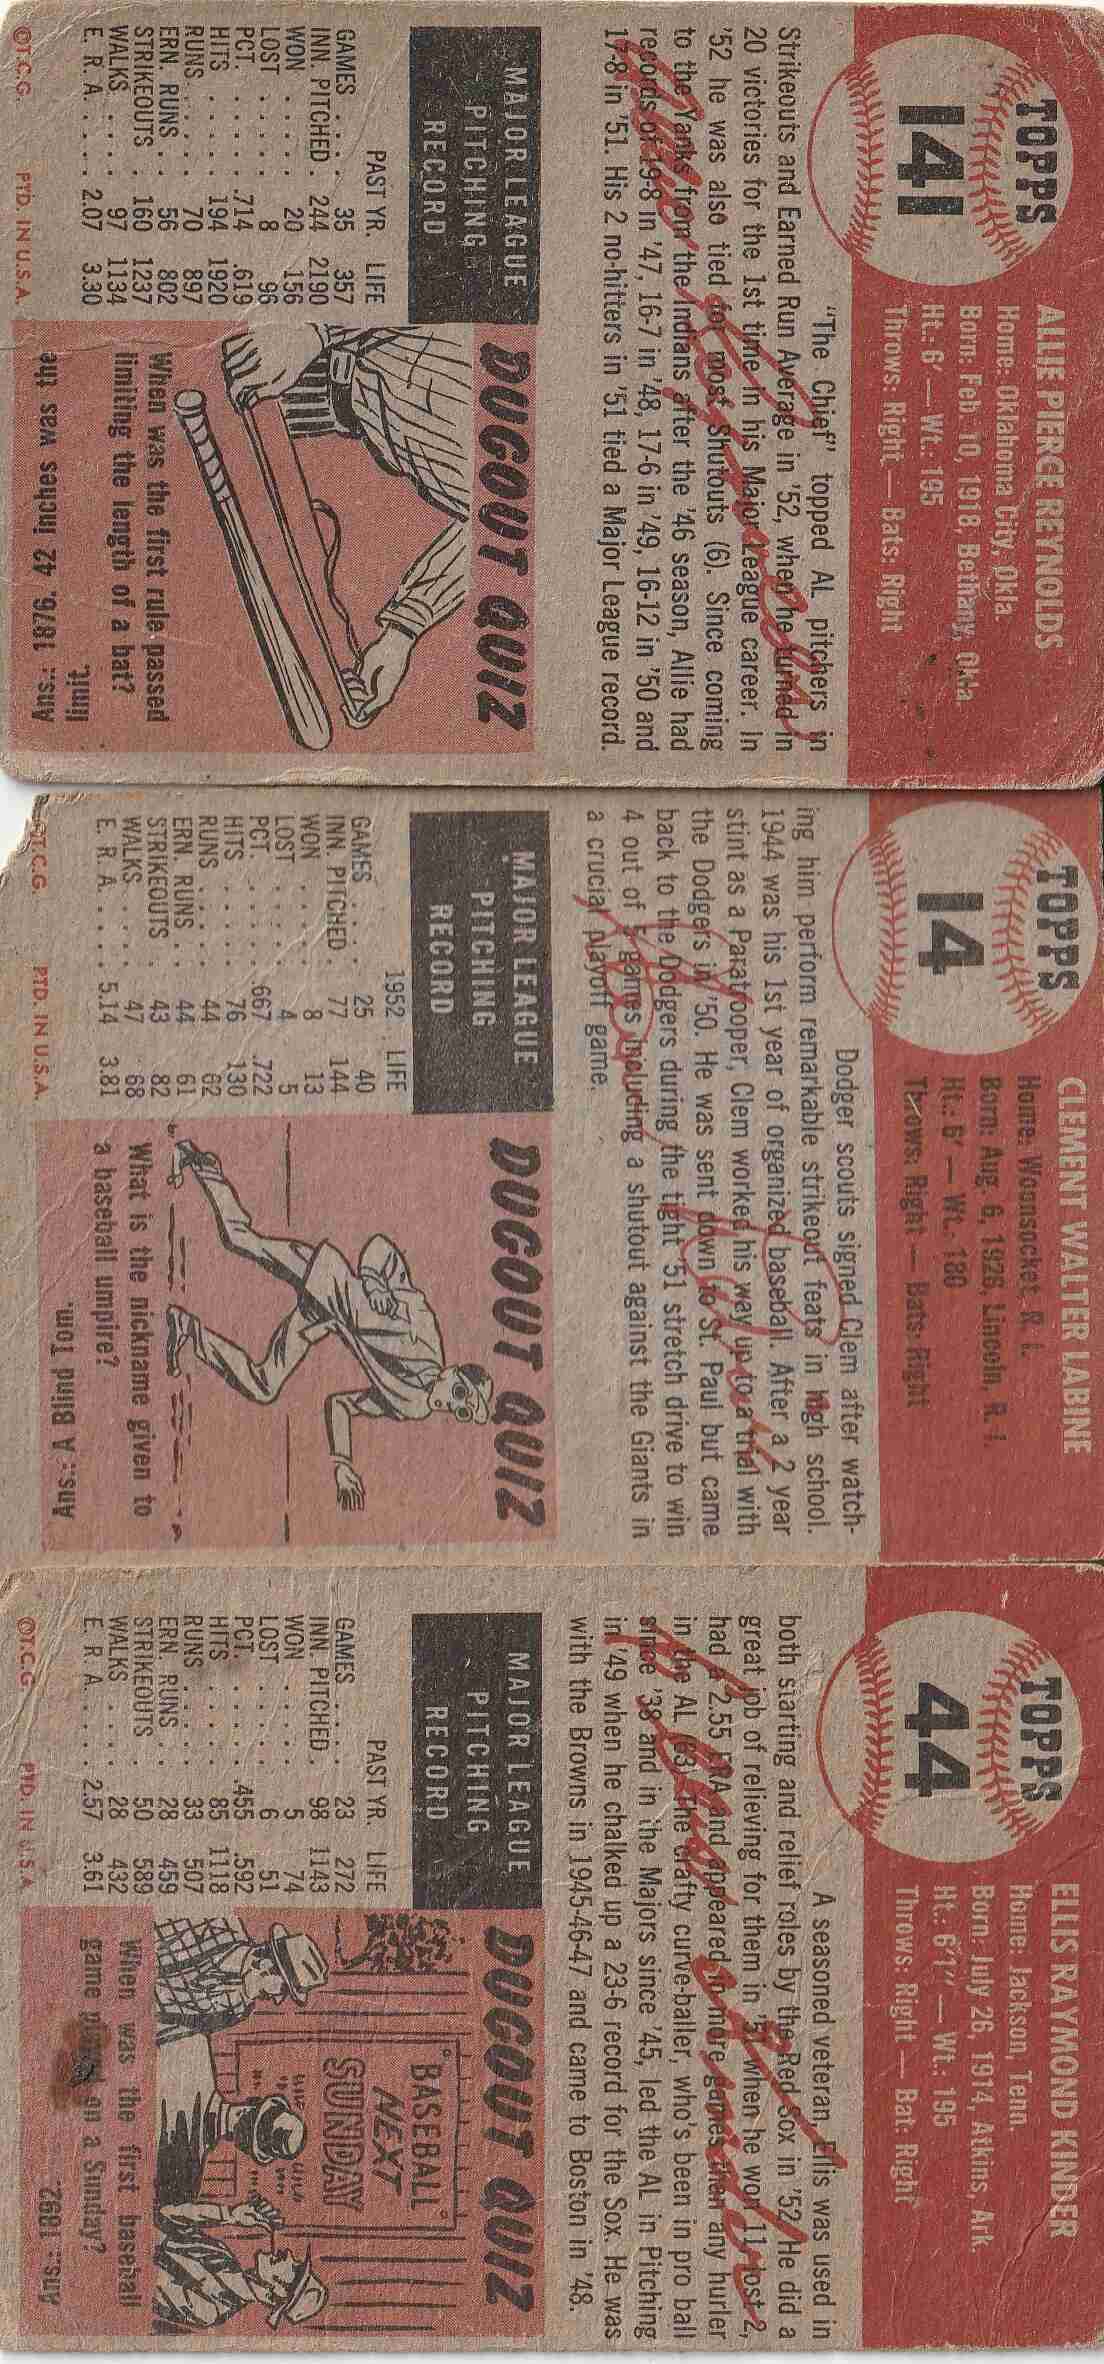 TOPPS
141
ALLIE PIERCE REYNOLDS
Home: Oklahoma City, Okla.
Born: Feb 10, 1918, Bethany, Okla
Ht.: 6' — Wt.: 195
Throws: Right — Bats: Right
"The Chief" topped AL pitchers in
Strikeouts and Earned Run Average in '52, when he turned in
20 victories for the 1st time in his Major League career. In
'52 he was also tied for most Shutouts (6). Since coming
to the Yanks from the Indians after the '46 season, Allie had
records of 19-8 in '47, 16-7 in '48, 17-6 in '49, 16-12 in '50 and
17-8 in '51. His 2 no-hitters in '51 tied a Major League record.
MAJOR LEAGUE
PITCHING
RECORD
PAST YR. LIFE
GAMES .... 35 357
INN. PITCHED . 244 2190
WON ..... 20 156
LOST ..... 8 96
PCT. ..... .714 .619
HITS ..... 194 1920
RUNS ..... 70 897
ERN. RUNS .. 56 802
STRIKEOUTS . 160 1237
WALKS .... 97 1134
E. R. A. .... 2.07 3.30
©T.C.G. PTD. IN U.S.A.
DUGOUT QUIZ
When was the first rule passed
limiting the length of a bat?
Ans.: 1876. 42 inches was the
limit.
TOPPS
14
CLEMENT WALTER LABINE
Home: Woonsocket, R. I.
Born: Aug. 6, 1926, Lincoln, R. I.
Ht.: 6' — Wt.: 180
Throws: Right — Bats: Right
Dodger scouts signed Clem after watch-
ing him perform remarkable strikeout feats in high school.
1944 was his 1st year of organized baseball. After a 2 year
stint as a Paratrooper, Clem worked his way up to a trial with
the Dodgers in '50. He was sent down to St. Paul but came
back to the Dodgers during the tight '51 stretch drive to win
4 out of 5 games including a shutout against the Giants in
a crucial playoff game
MAJOR LEAGUE
PITCHING
RECORD
1952 LIFE
GAMES .... 25 40
INN. PITCHED . 77 144
WON ..... 8 13
LOST ..... 4 5
PCT. ..... .667 .722
HITS ..... 76 130
RUNS ..... 44 62
ERN. RUNS .. 44 61
STRIKEOUTS . 43 82
WALKS .... 47 68
E. R. A. .... 5.14 3.81
©T.C.G. PTD. IN U.S.A.
DUGOUT QUIZ
What is the nickname given to
a baseball umpire?
Ans.: A Blind Tom.
TOPPS
44
ELLIS RAYMOND KINDER
Home Jackson, Tenn.
Born: July 26, 1914, Atkins, Ark.
Ht.: 6'1" — Wt.: 195
Throws: Right — Bat: Right
A seasoned veteran, Ellis was used in
both starting and relief roles by the Red Sox in '52. He did a
great job of relieving for them in '51 when he won 11, lost 2,
had a 2.55 ERA and appeared in more games than any hurler
in the AL (63). the crafty curve-baller, who's been in pro ball
since '38 and in the Majors since '45, led the AL in Pitching
in '49 when he chalked up a 23-6 record for the Sox. He was
with the Browns in 1945-46-47 and came to Boston in '48.
MAJOR LEAGUE
PITCHING
RECORD
PAST YR. LIFE
GAMES .... 23 272
INN. PITCHED. 98 1143
WON ..... 5 74
LOST ..... 6 51
PCT. ..... .455 .592
HITS ..... 85 1118
RUNS ..... 33 507
ERN. RUNS .. 28 459
STRIKEOUTS . 50 589
WALKS .... 28 432
E. R. A. .... 2.57 3.61
©T.C.G PTD. IN U.S.A.
DUGOUT QUIZ
BASEBALL
NEXT
SUNDAY
When was the first baseball
game played on a Sunday?
Ans.: 1892.